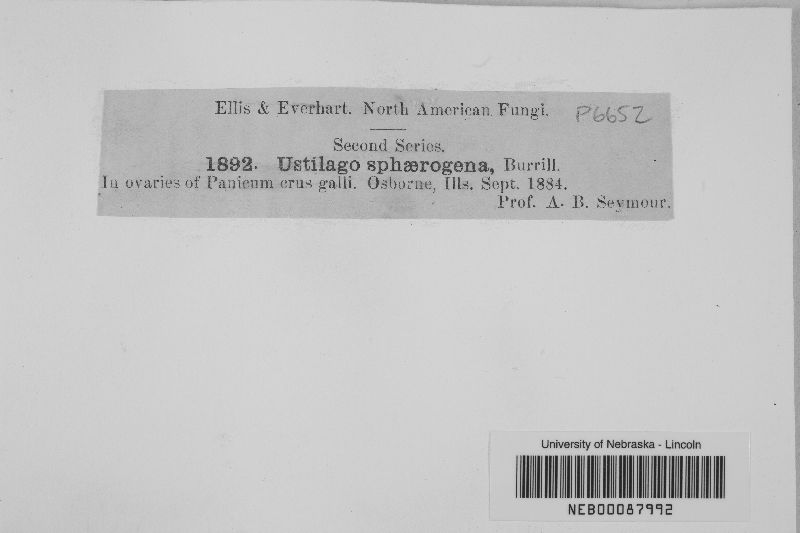 Ellis & Everhart. North American Fungi.
P6652
Second Series.
1892. Ustilago sphærogena, Burrill.
In ovaries of Panicum crus galli. Osborne, Ills. Sept. 1884.
Prof. A. B. Seymour.
University of Nebraska - Lincoln
NEB00087992